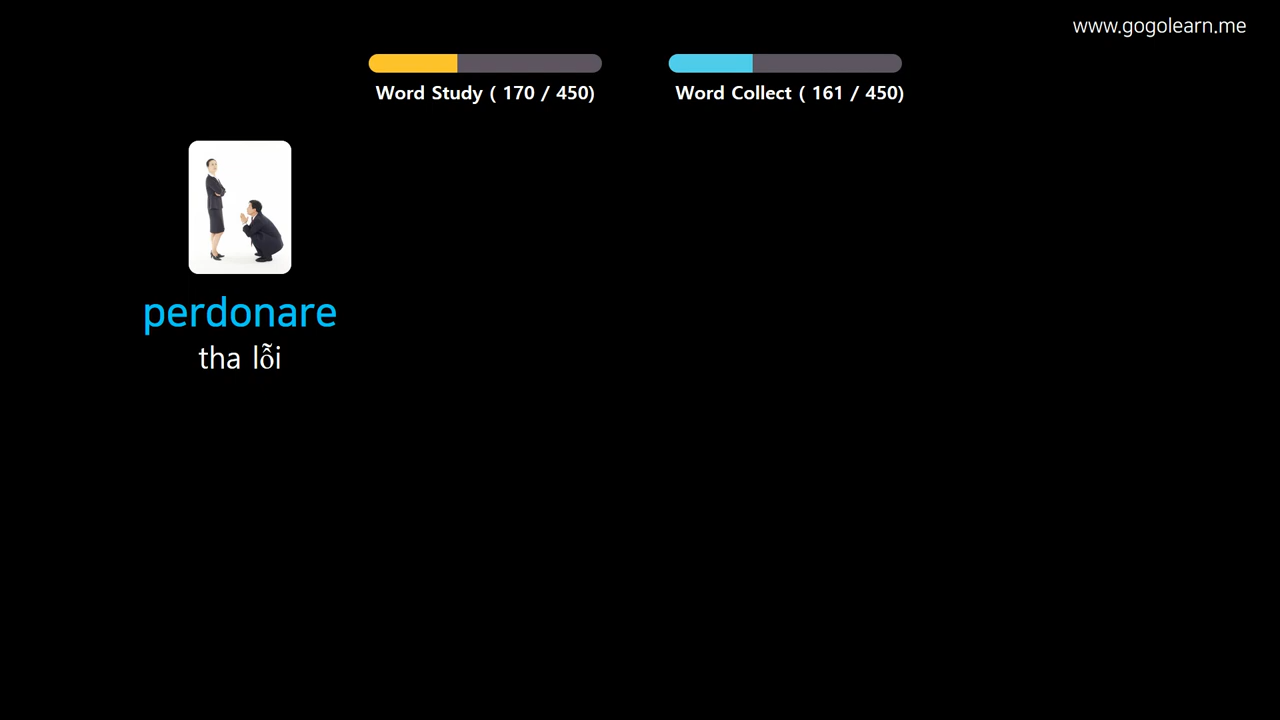 www.gogolearn.me
Word Study ( 170 / 450)
Word Collect ( 161 / 450)
perdonare
tha lỗi